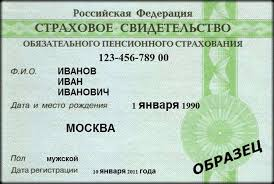 Российская Федерация
СТРАХОВОЕ СВИДЕТЕЛЬСТВО
ОБЯЗАТЕЛЬНОГО ПЕНСИОННОГО СТРАХОВАНИЯ
123-456-789 00
Ф.И.О. ИВАНОВ
ИВАН
ИВАНОВИЧ
Дата и место рождения 1 января 1990
МОСКВА
Пол мужской
Дата регистрации 10 января 2011 года
ОБРАЗЕЦ